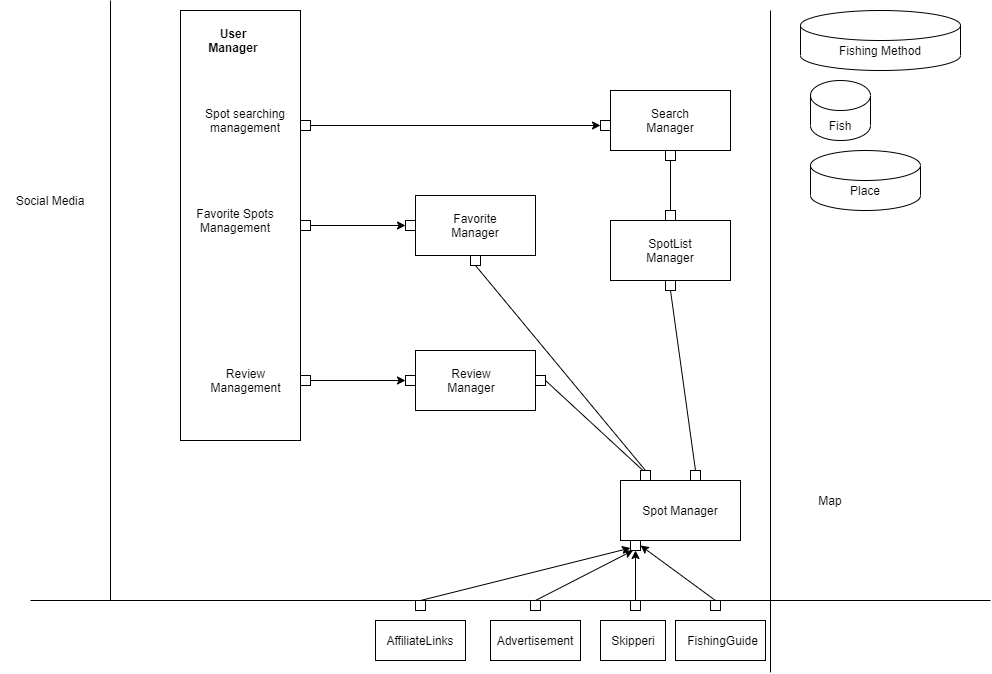 User
Manager
Fishing Method
Spot searching
management
Search
Manager
Fish
Place
Social Media
Favorite Spots
Management
Favorite
Manager
SpotList
Manager
Review
Management
Review
Manager
Spot Manager
Map
AffiliateLinks
Advertisement
Skipperi
FishingGuide